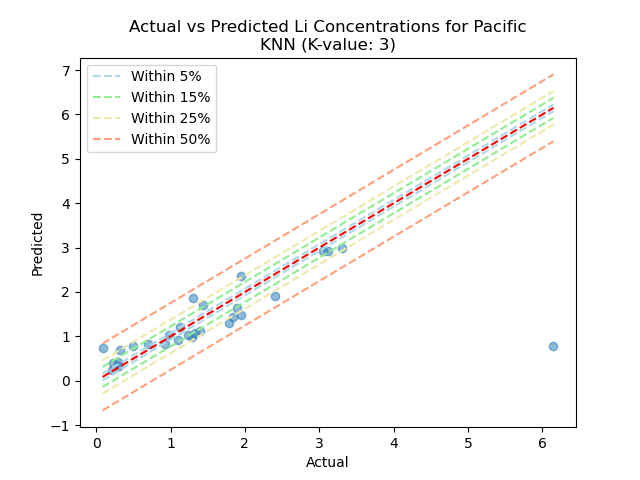 Actual vs Predicted Li Concentrations for Pacific
KNN (K-value: 3)
Within 5%
Within 15%
Within 25%
Within 50%
7
6
5
4
3
2
1
0
−1
Predicted
0
1
2
3
4
5
6
Actual